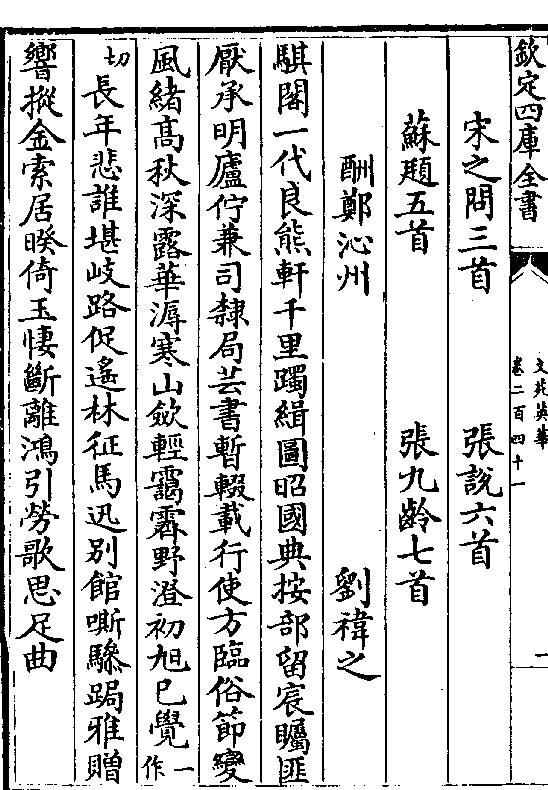 欽定四庫全書
文苑英華
卷二百四十一
一
宋之問三首 張說六首
蘇頲五首 張九齡七首
酬鄭沁州 劉禕之
騏閣一代良熊軒千里躅緝圖昭國典按部留宸矚匪
厭承明廬佇兼司隸局芸書暫輟載行使方臨俗節變
風緒高秋深露華溽寒山歛輕靄霽野澄初旭已覺一作
切長年悲誰堪岐路促遙林征馬迅別館嘶驂跼雅贈
響摐金索居暌倚玉悽斷離鴻引勞歌思足曲